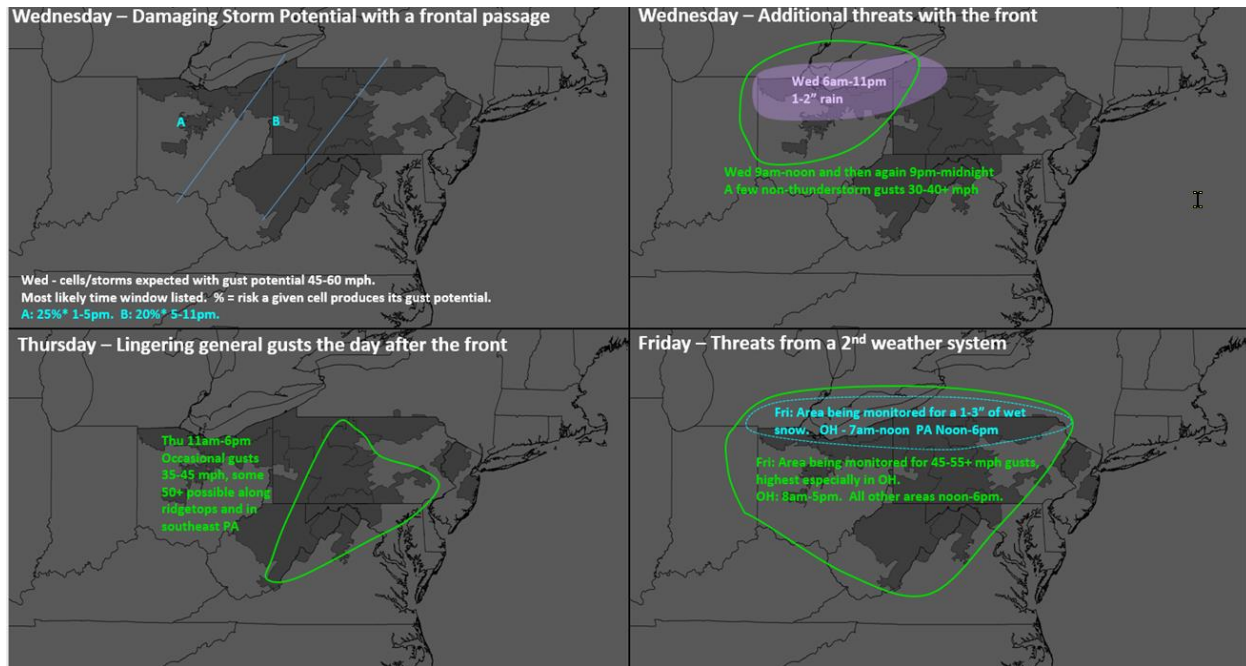 Wednesday – Damaging Storm Potential with a frontal passage
A
B
Wed - cells/storms expected with gust potential 45-60 mph.
Most likely time window listed.  % = risk a given cell produces its gust potential.
A: 25%* 1-5pm.  B: 20%* 5-11pm.
Wednesday – Additional threats with the front
Wed 6am-11pm
1-2” rain
Wed 9am-noon and then again 9pm-midnight
A few non-thunderstorm gusts 30-40+ mph
Thursday – Lingering general gusts the day after the front
Thu 11am-6pm
Occasional gusts
35-45 mph, some
50+ possible along
ridgetops and in
southeast PA
Friday – Threats from a 2nd weather system
Fri: Area being monitored for a 1-3” of wet
snow.   OH - 7am-noon  PA Noon-6pm
Fri: Area being monitored for 45-55+ mph gusts,
highest especially in OH.
OH: 8am-5pm.  All other areas noon-6pm.